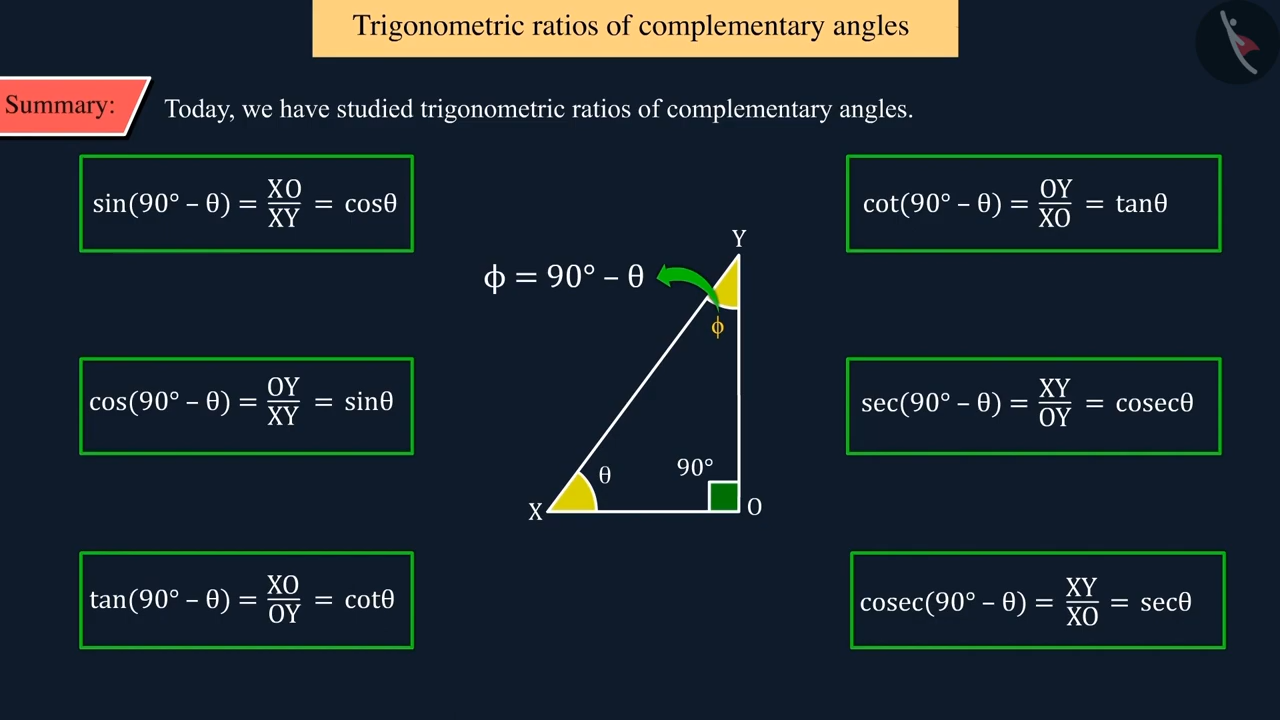 Trigonometric ratios of complementary angles
Summary:
Today, we have studied trigonometric ratios of complementary angles.
sin(90° – θ) = XO/XY = cosθ
cos(90° – θ) = OY/XY = sinθ
tan(90° – θ) = XO/OY = cotθ
ϕ = 90° – θ
Y
ϕ
θ
90°
X
O
cot(90° – θ) = OY/XO = tanθ
sec(90° – θ) = XY/OY = cosecθ
cosec(90° – θ) = XY/XO = secθ